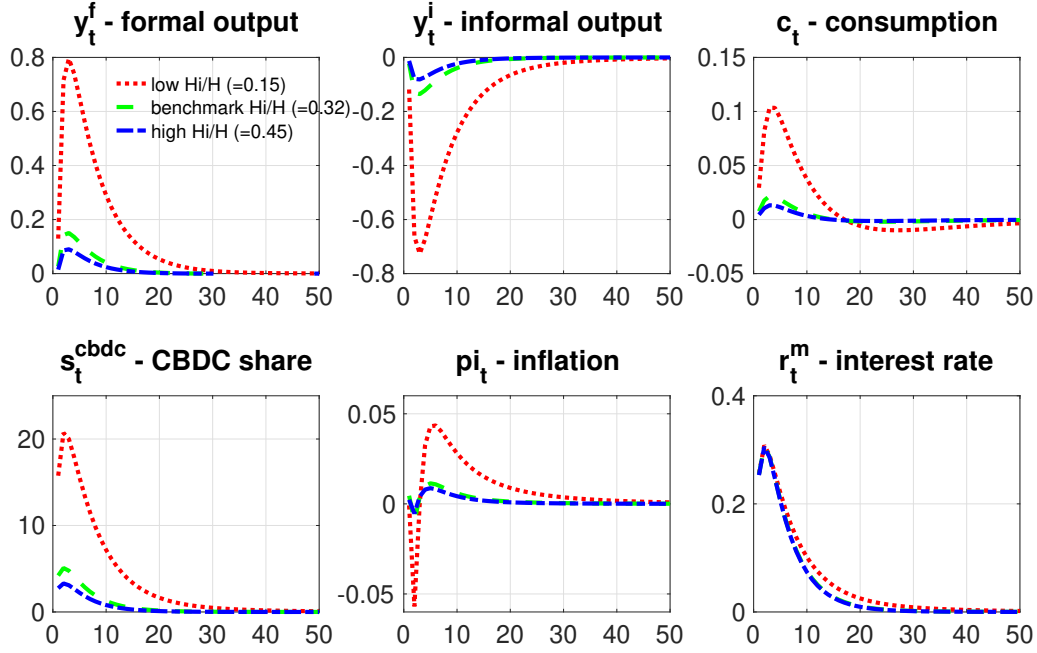 y_t^f - formal output
0.8
0.6
0.4
0.2
0
0 10 20 30 40 50
low Hi/H (=0.15)
benchmark Hi/H (=0.32)
high Hi/H (=0.45)
y_t^i - informal output
0
-0.2
-0.4
-0.6
-0.8
0 10 20 30 40 50
c_t - consumption
0.15
0.1
0.05
0
-0.05
0 10 20 30 40 50
s_t^cbdc - CBDC share
20
10
0
0 10 20 30 40 50
pi_t - inflation
0.05
0
-0.05
0 10 20 30 40 50
r_t^m - interest rate
0.4
0.2
0
0 10 20 30 40 50